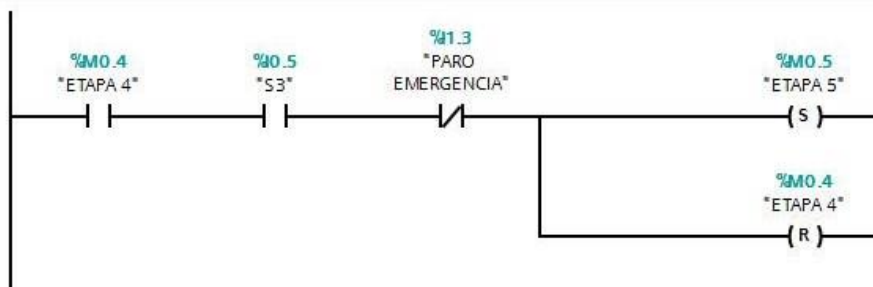 %M0.4
"ETAPA 4"
%I0.5
"S3"
%I1.3
"PARO
EMERGENCIA"
%M0.5
"ETAPA 5"
S
%M0.4
"ETAPA 4"
R